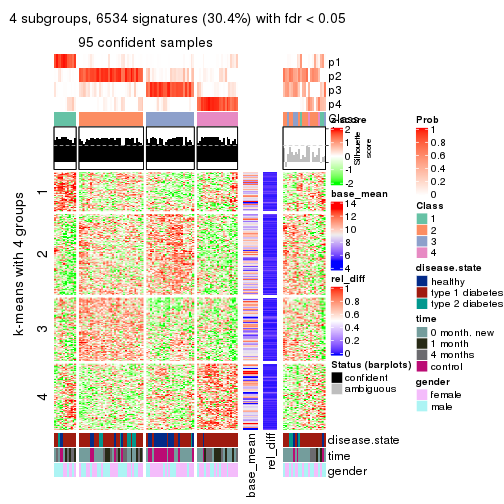 4 subgroups, 6534 signatures (30.4%) with fdr < 0.05
95 confident samples
p1
p2
p3
p4
Class
Silhouette
score
k-means with 4 groups
1
2
3
4
base_mean
rel_diff
disease.state
time
gender
z-score
2
1
0
-1
-2
base_mean
14
12
10
8
6
4
rel_diff
1
0.8
0.6
0.4
0.2
0
Status (barplots)
confident
ambiguous
Prob
1
0.8
0.6
0.4
0.2
0
Class
1
2
3
4
disease.state
healthy
type 1 diabetes
type 2 diabetes
time
0 month. new
1 month
4 months
control
gender
female
male